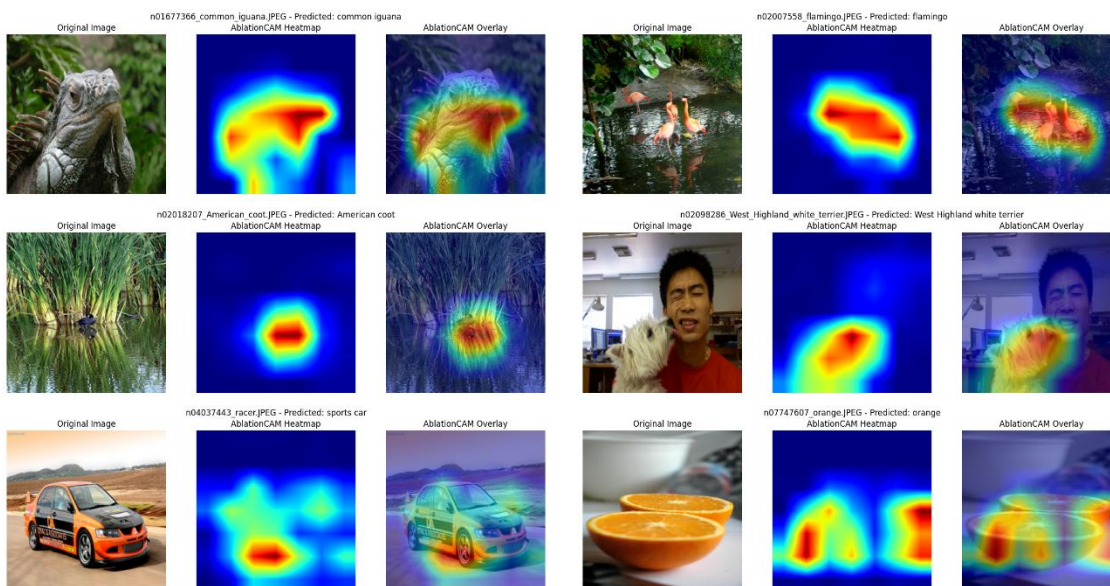 n01677366_common_iguana.JPEG - Predicted: common iguana
Original Image
AblationCAM Heatmap
AblationCAM Overlay
n02007558_flamingo.JPEG - Predicted: flamingo
Original Image
AblationCAM Heatmap
AblationCAM Overlay
n02018207_American_coot.JPEG - Predicted: American coot
Original Image
AblationCAM Heatmap
AblationCAM Overlay
n02098286_West_Highland_white_terrier.JPEG - Predicted: West Highland white terrier
Original Image
AblationCAM Heatmap
AblationCAM Overlay
n04037443_racer.JPEG - Predicted: sports car
Original Image
AblationCAM Heatmap
AblationCAM Overlay
n07747607_orange.JPEG - Predicted: orange
Original Image
AblationCAM Heatmap
AblationCAM Overlay